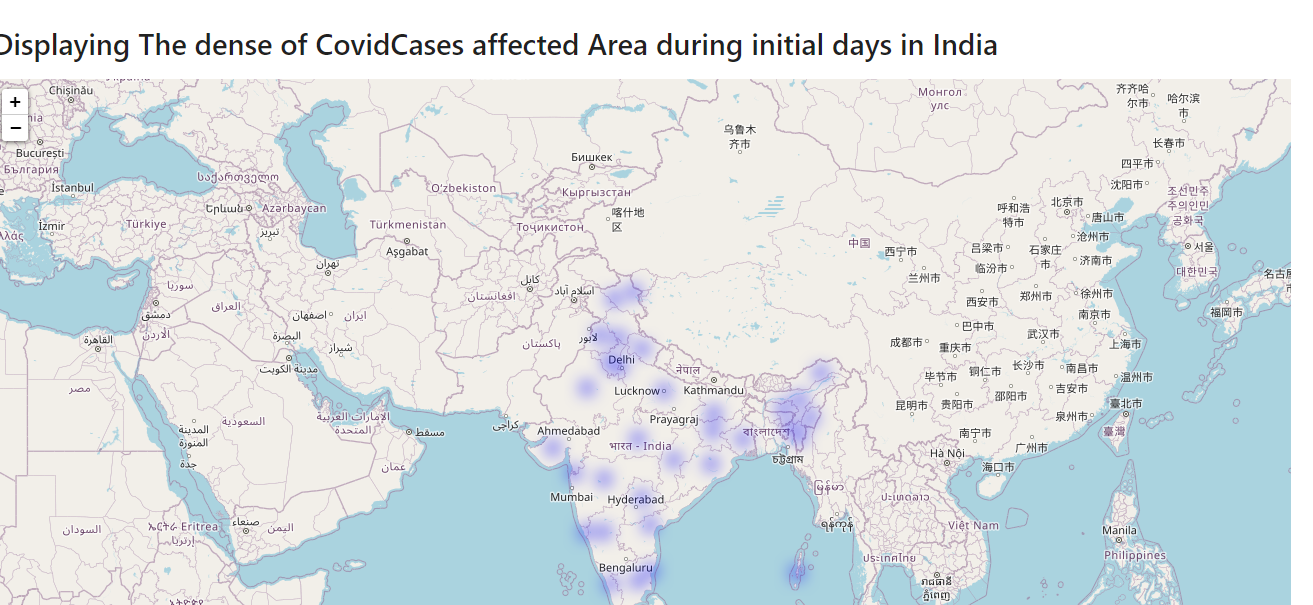 Displaying The dense of CovidCases affected Area during initial days in India
+
−
Chișinău
București
България
İstanbul
İzmir
Türkiye
საქართველო
Երևան
Azərbaycan
تبریز
O'zbekiston
Türkmenistan
Aşgabat
Бишкек
Кыргызстан
Тоҷикистон
喀什地
区
乌鲁木
齐市
Монгол
улс
齐齐哈
尔市
哈尔滨
市
长春市
四平市
沈阳市
조선민주
주의인민
공화국
서울
대한민국
呼和浩
特市
北京市
唐山市
沧州市
吕梁市
石家庄
市
济南市
临汾市
中国
西宁市
兰州市
西安市
郑州市
徐州市
南京市
福岡市
巴中市
武汉市
上海市
成都市
重庆市
长沙市
南昌市
温州市
毕节市
铜仁市
邵阳市
吉安市
昆明市
贵阳市
泉州市
臺北市
臺灣
南宁市
广州市
海口市
Hà Nội
تهران
کابل
اسلام آباد
افغانستان
سوريا
دمشق
العراق
الأردن
اصفهان
ایران
البصرة
شیراز
مدينة الكويت
القاهرة
مصر
لاہور
پاکستان
Delhi
नेपाल
Lucknow
Kathmandu
Prayagraj
বাংলাদেশ
চট্টগ্রাম
Ahmedabad
भारत - India
كراچى
مسقط
الإمارات العربية
المتحدة
السعودية
المدينة
المنورة
جدة
عمان
Mumbai
Hyderabad
Bengaluru
မြန်မာ
ရန်ကုန်
ປະເທດລາວ
Việt Nam
ประเทศไทย
រាជធានី
ភ្នំពេញ
Manila
Philippines
السودان
ኤርትራ Eritrea
إرتريا
صنعاء
اليمن